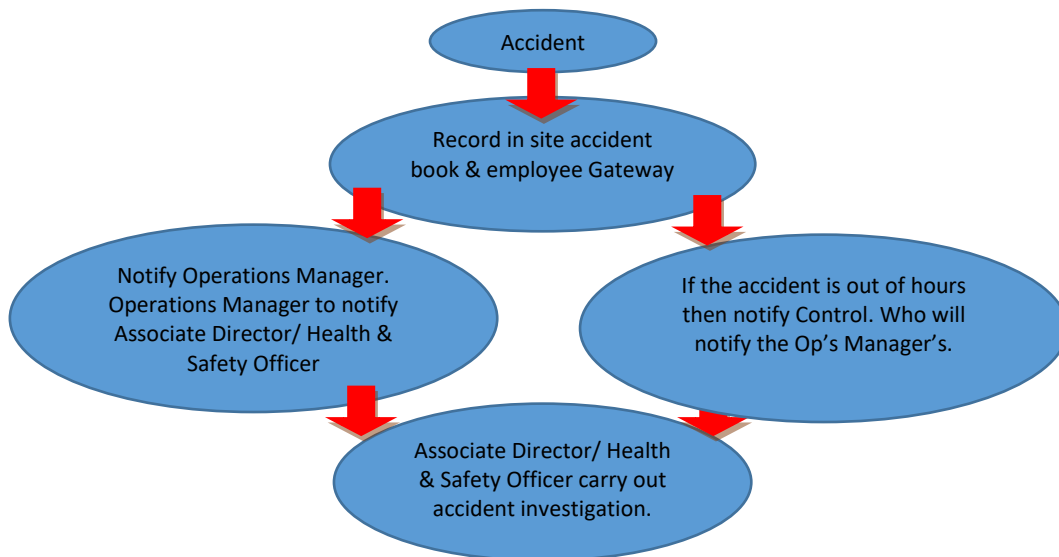 Accident
Record in site accident
book & employee Gateway
Notify Operations Manager.
Operations Manager to notify
Associate Director/ Health &
Safety Officer
If the accident is out of hours
then notify Control. Who will
notify the Op’s Manager’s.
Associate Director/ Health
& Safety Officer carry out
accident investigation.